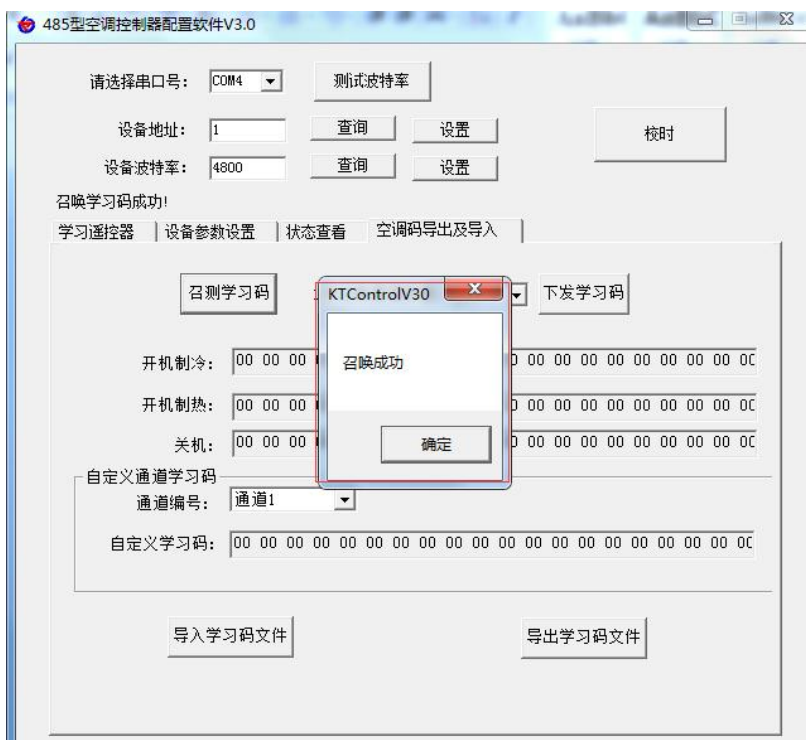 485型空调控制器配置软件V3.0
请选择串口号： COM4 测试波特率
设备地址： 1 查询 设置 校时
设备波特率： 4800 查询 设置
召唤学习码成功!
学习遥控器 设备参数设置 状态查看 空调码导出及导入
召测学习码 下发学习码
KTControlV30
召唤成功
确定
开机制冷： 00 00 00 00 00 00 00 00 00 00 00 00
开机制热： 00 00 00 00 00 00 00 00 00 00 00 00
关机： 00 00 00 00 00 00 00 00 00 00 00 00
自定义通道学习码
通道编号： 通道1
自定义学习码： 00 00 00 00 00 00 00 00 00 00 00 00 00 00 00 00 00 00 00 00
导入学习码文件 导出学习码文件